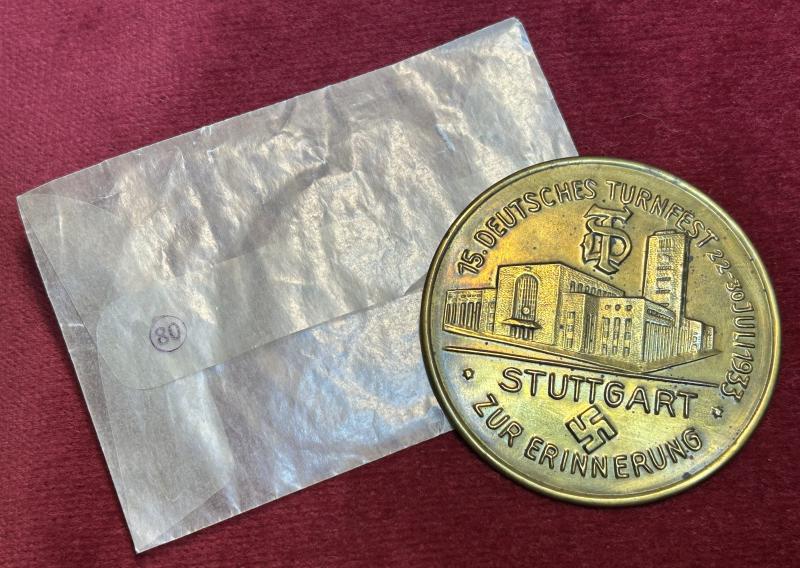 80
15. DEUTSCHES TURNFEST 22-30 JULI 1933.
STUTTGART
ZUR ERINNERUNG